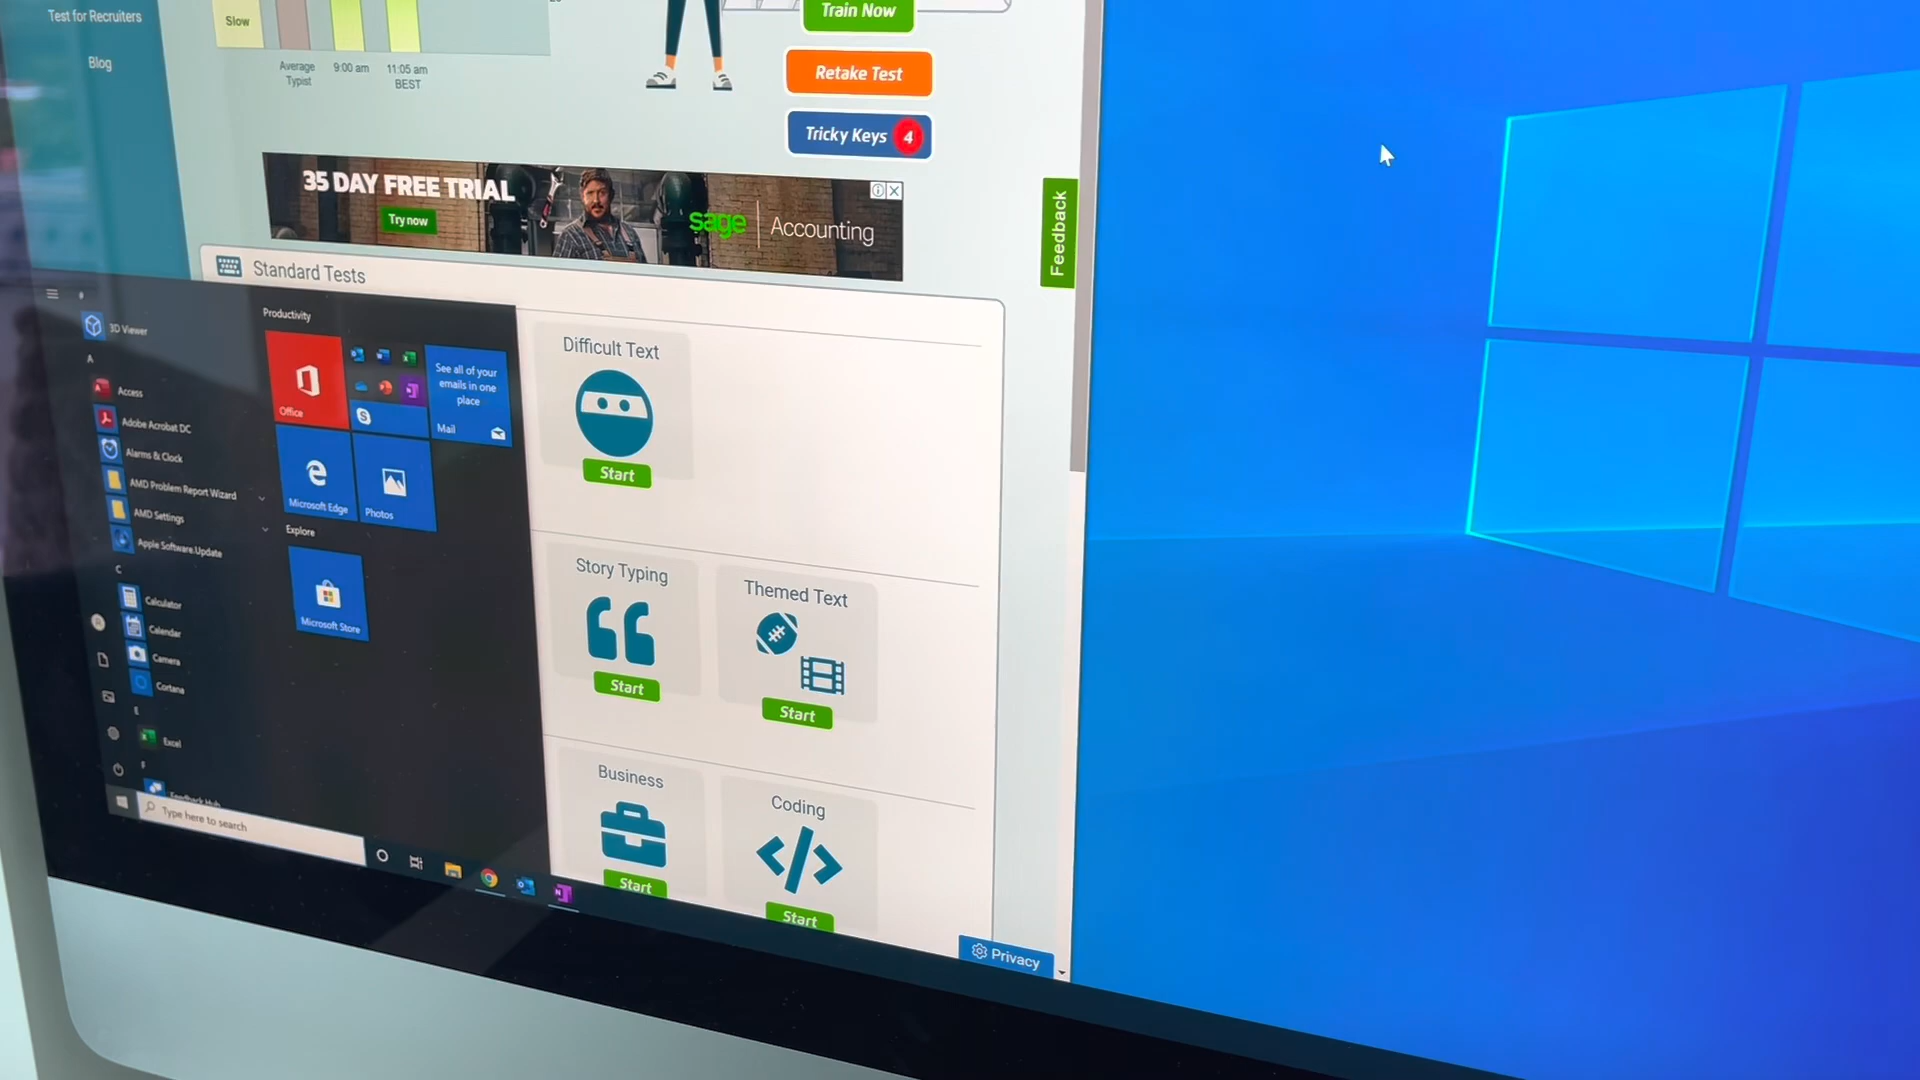 Test for Recruiters
Blog
Slow
Average
Typist
9:00 am
11:05 am
BEST
Train Now
Retake Test
Tricky Keys 4
35 DAY FREE TRIAL
Try now
sage
Accounting
Feedback
Standard Tests
Difficult Text
Start
Story Typing
Start
Themed Text
Start
Business
Start
Coding
Start
Privacy
3D Viewer
A
Access
Adobe Acrobat DC
Alarms & Clock
AMD Problem Report Wizard
AMD Settings
Apple Software Update
C
Calculator
Calendar
Camera
Cortana
E
Excel
F
Feedback Hub
Productivity
Office
See all of your
emails in one
place
Mail
Microsoft Edge
Photos
Explore
Microsoft Store
Type here to search